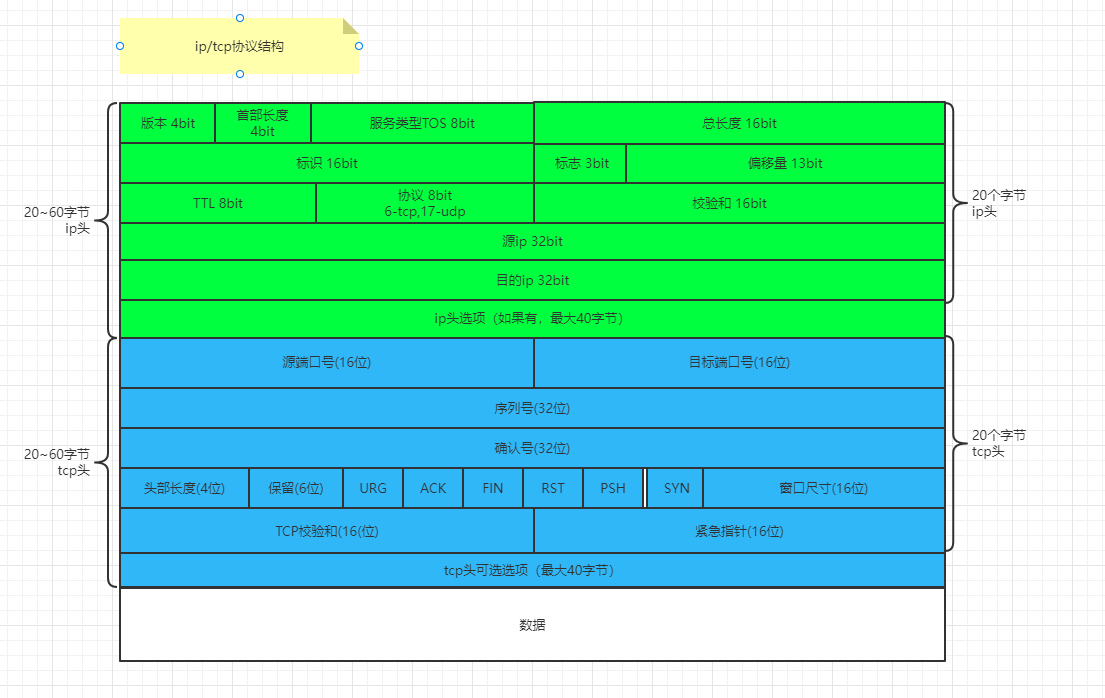 ip/tcp协议结构
版本 4bit
首部长度
4bit
服务类型TOS 8bit
总长度 16bit
标识 16bit
标志 3bit
偏移量 13bit
TTL 8bit
协议 8bit
6-tcp,17-udp
校验和 16bit
20~60字节
ip头
20个字节
ip头
源ip 32bit
目的ip 32bit
ip头选项（如果有，最大40字节）
源端口号(16位)
目标端口号(16位)
序列号(32位)
确认号(32位)
20~60字节
tcp头
20个字节
tcp头
头部长度(4位)
保留(6位)
URG
ACK
FIN
RST
PSH
SYN
窗口尺寸(16位)
TCP校验和(16(位)
紧急指针(16位)
tcp头可选选项（最大40字节）
数据